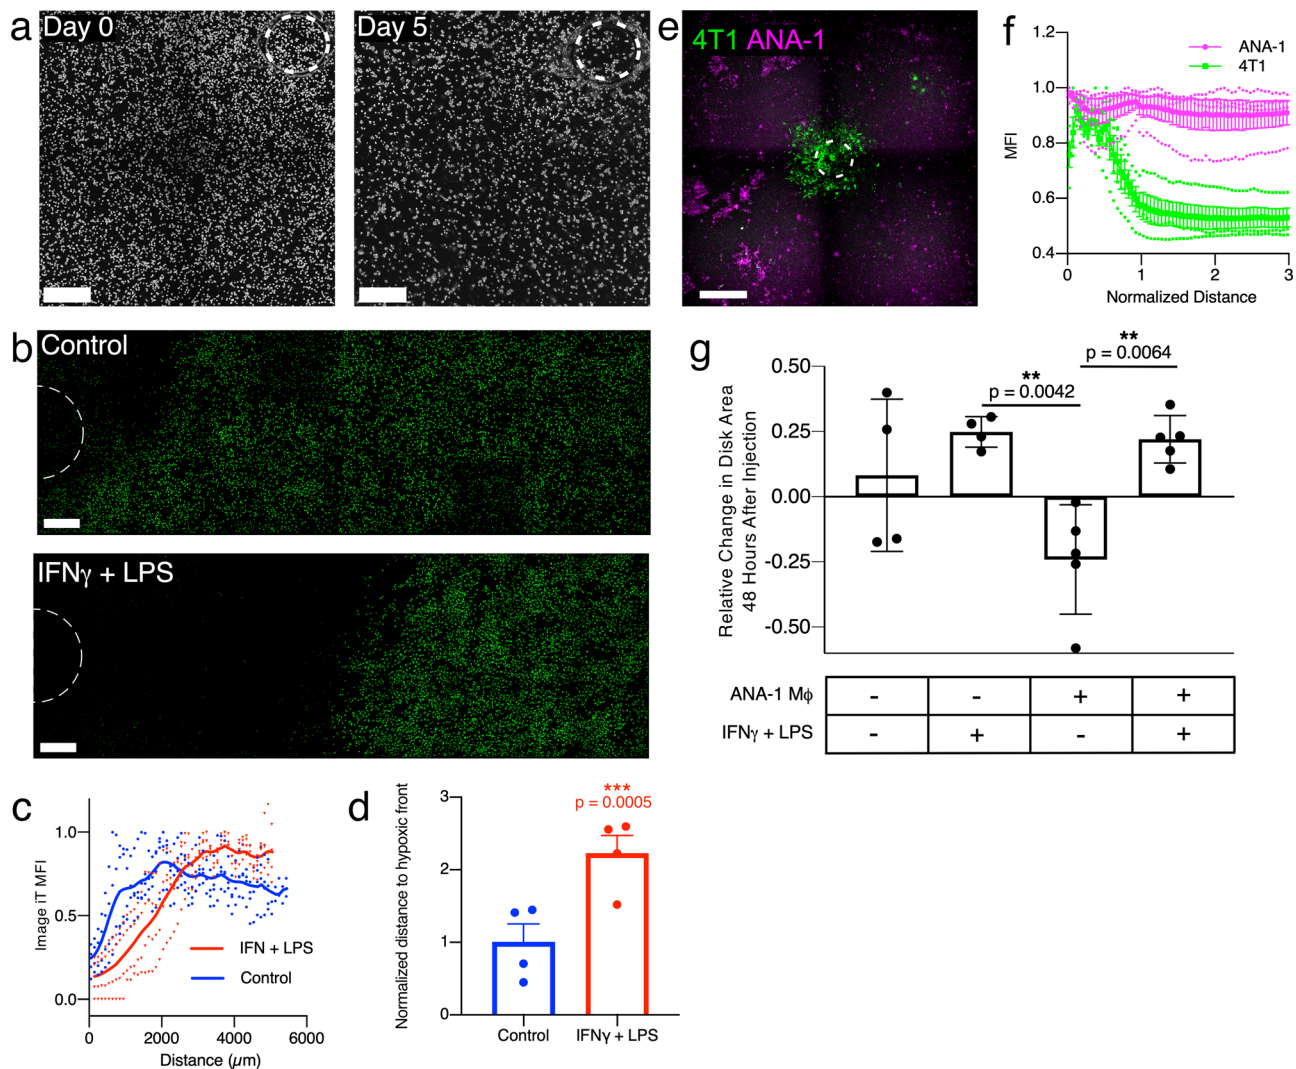 a
Day 0
Day 5
b
Control
IFNγ + LPS
c
1.0
0.5
0.0
Image iT MFI
IFN + LPS
Control
0
2000
4000
6000
Distance (µm)
d
3
2
1
0
Normalized distance to hypoxic front
***
p = 0.0005
Control
IFNγ + LPS
e
4T1 ANA-1
f
1.2
1.0
0.8
0.6
0.4
MFI
ANA-1
4T1
0
1
2
3
Normalized Distance
g
0.50
0.25
0.00
-0.25
-0.50
Relative Change in Disk Area
48 Hours After Injection
**
p = 0.0042
**
p = 0.0064
ANA-1 Mϕ - - + +
IFNγ + LPS - + - +